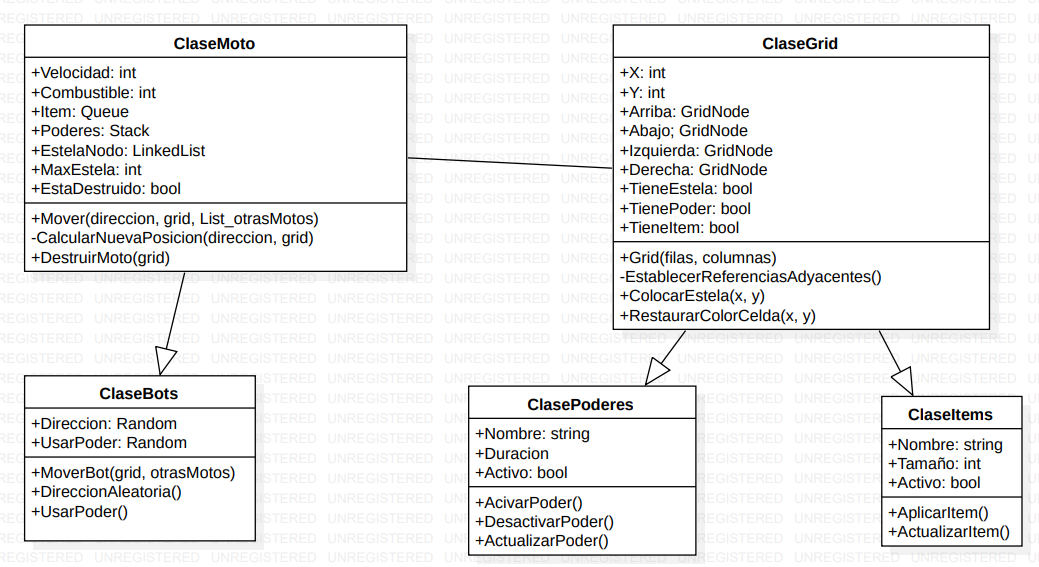 ClaseMoto
+Velocidad: int
+Combustible: int
+Item: Queue
+Poderes: Stack
+EstelaNodo: LinkedList
+MaxEstela: int
+EstaDestruido: bool
+Mover(direccion, grid, List_otrasMotos)
-CalcularNuevaPosicion(direccion, grid)
+DestruirMoto(grid)
ClaseGrid
+X: int
+Y: int
+Arriba: GridNode
+Abajo; GridNode
+Izquierda: GridNode
+Derecha: GridNode
+TieneEstela: bool
+TienePoder: bool
+TieneItem: bool
+Grid(filas, columnas)
-EstablecerReferenciasAdyacentes()
+ColocarEstela(x, y)
+RestaurarColorCelda(x, y)
ClaseBots
+Direccion: Random
+UsarPoder: Random
+MoverBot(grid, otrasMotos)
+DireccionAleatoria()
+UsarPoder()
ClasePoderes
+Nombre: string
+Duracion
+Activo: bool
+AcivarPoder()
+DesactivarPoder()
+ActualizarPoder()
ClaseItems
+Nombre: string
+Tamaño: int
+Activo: bool
+AplicarItem()
+ActualizarItem()
UNREGISTERED